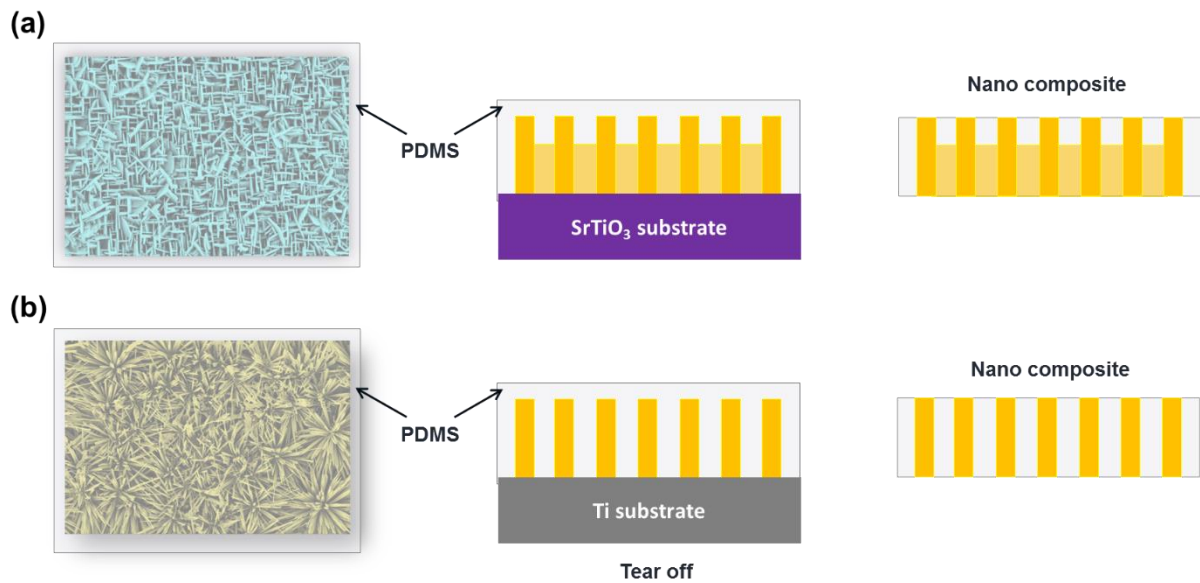 (a)
PDMS
SrTiO₃ substrate
Nano composite
(b)
PDMS
Ti substrate
Tear off
Nano composite